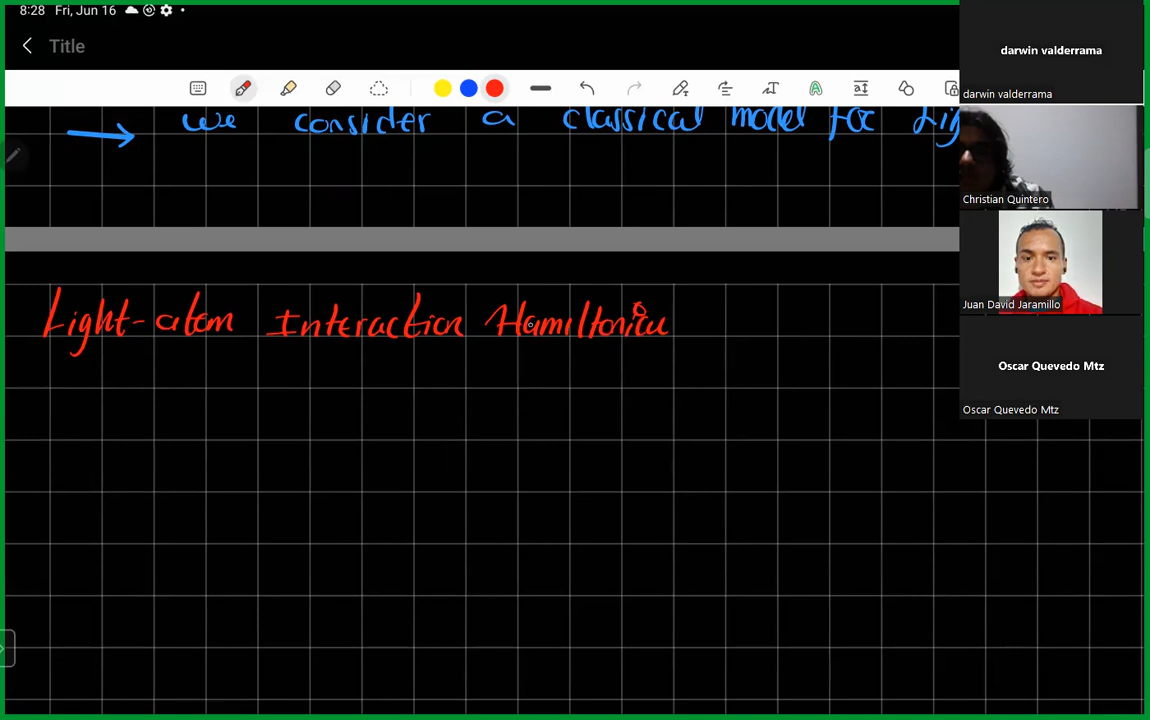 8:28 Fri, Jun 16
Title
we consider a classical model for Lig
Light-atom Interaction Hamiltonian
darwin valderrama
darwin valderrama
Christian Quintero
Juan David Jaramillo
Oscar Quevedo Mtz
Oscar Quevedo Mtz